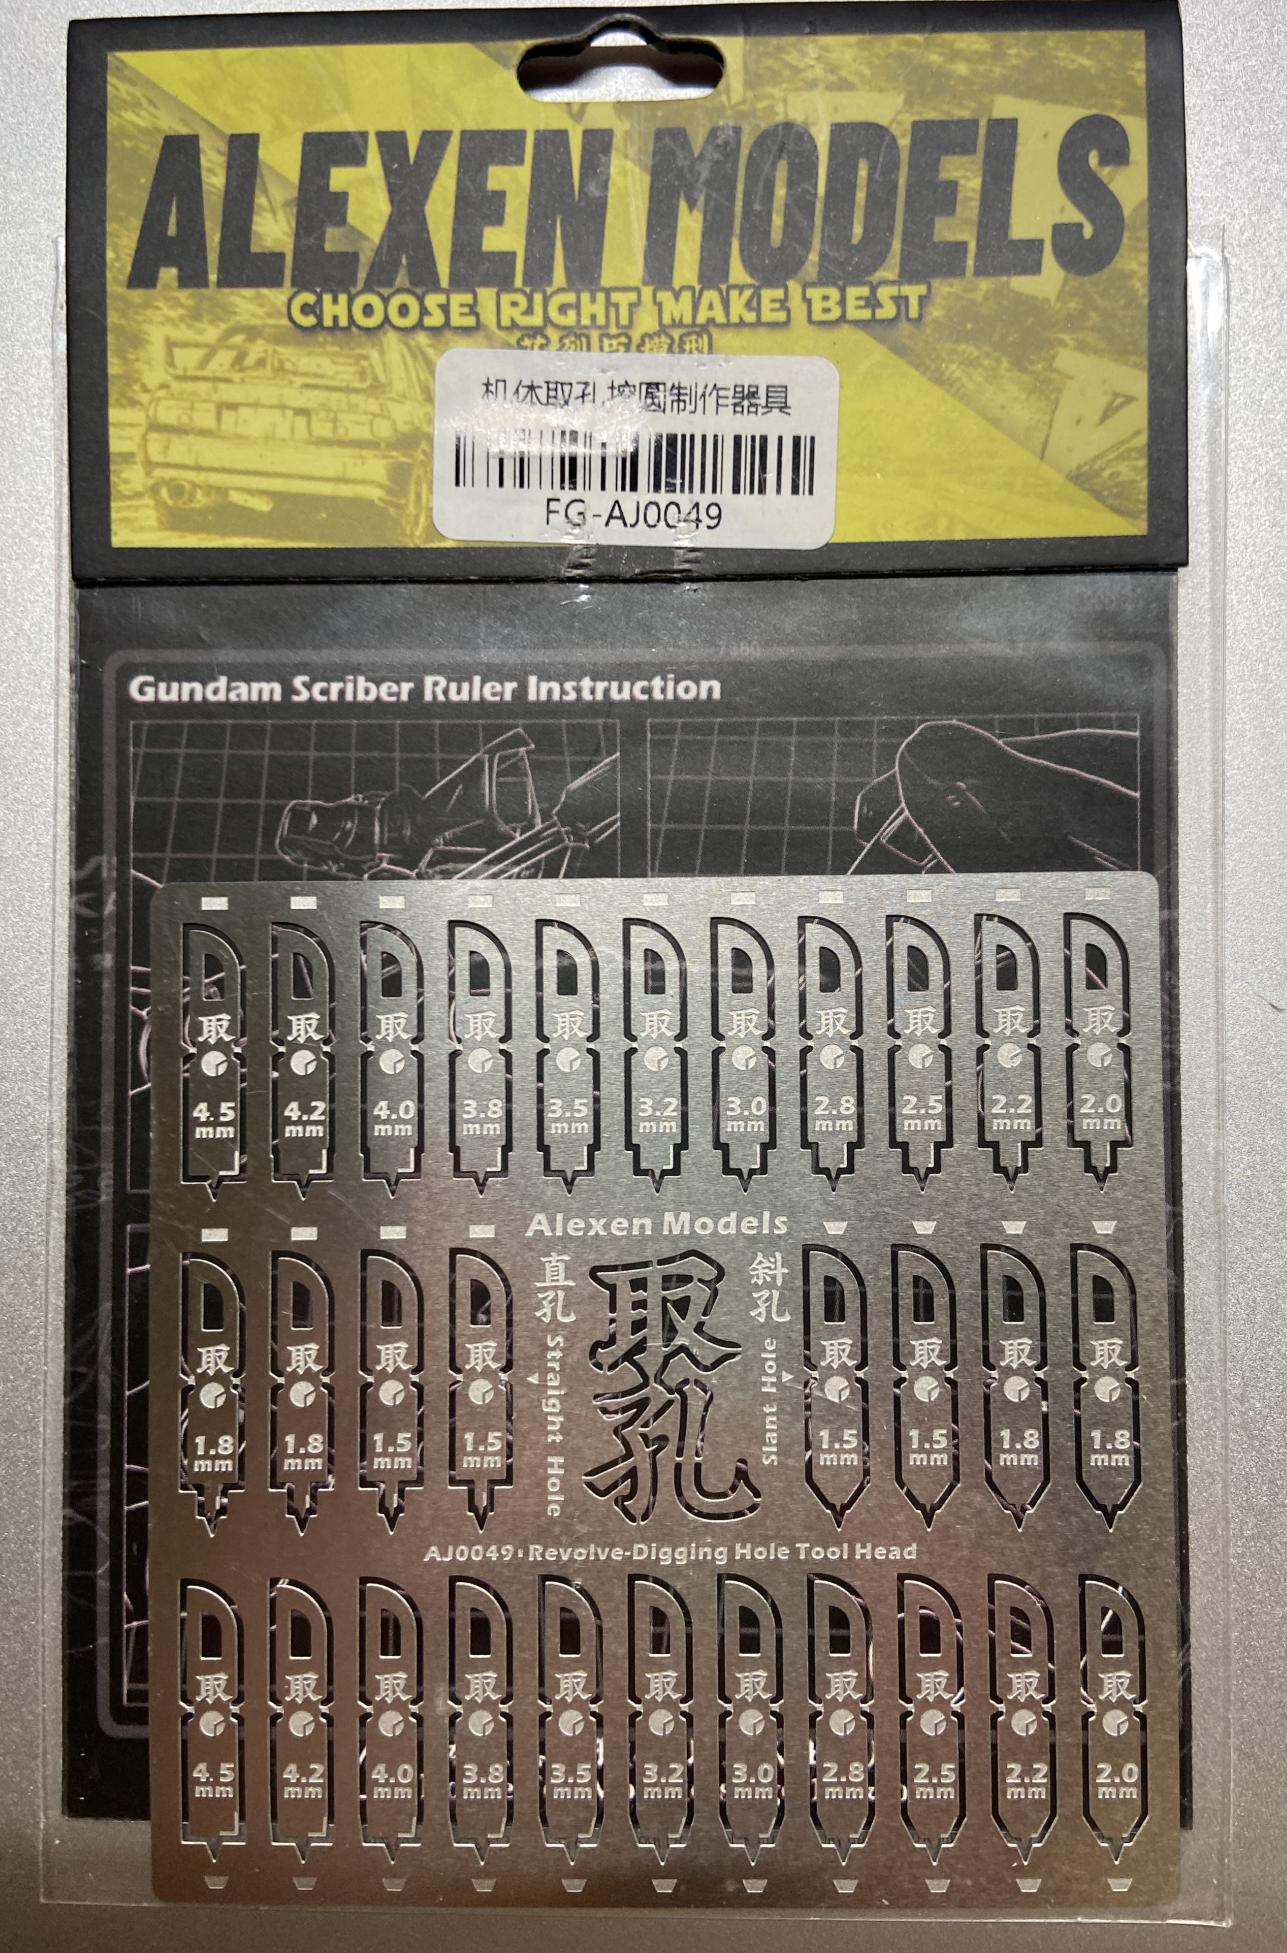 ALEXEN MODELS
CHOOSE RIGHT MAKE BEST
机体取孔挖圆制作器具
FG-AJ0049
Gundam Scriber Ruler Instruction
取 取 取 取 取 取 取 取 取 取 取
4.5 4.2 4.0 3.8 3.5 3.2 3.0 2.8 2.5 2.2 2.0
mm mm mm mm mm mm mm mm mm mm mm
Alexen Models
直孔 Straight Hole
取孔
斜孔 Slant Hole
取 取 取 取 取 取 取 取
1.8 1.8 1.5 1.5 1.5 1.5 1.8 1.8
mm mm mm mm mm mm mm mm
AJ0049:Revolve-Digging Hole Tool Head
取 取 取 取 取 取 取 取 取 取 取
4.5 4.2 4.0 3.8 3.5 3.2 3.0 2.8 2.5 2.2 2.0
mm mm mm mm mm mm mm mm mm mm mm